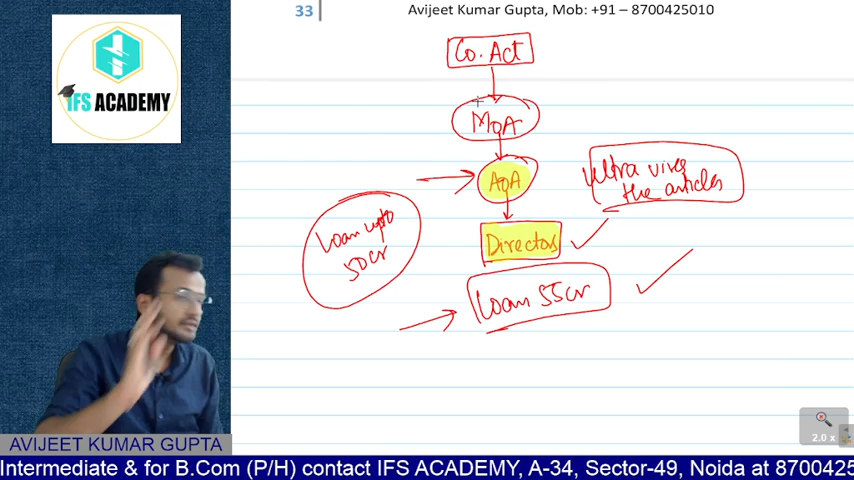 33
Avijeet Kumar Gupta, Mob: +91 – 8700425010
IFS ACADEMY
Co. Act
MoA
AoA
Ultra vires
the articles
Loan upto
50cr
Directors
Loan 55cr
2.0 x
AVIJEET KUMAR GUPTA
Intermediate & for B.Com (P/H) contact IFS ACADEMY, A-34, Sector-49, Noida at 8700425